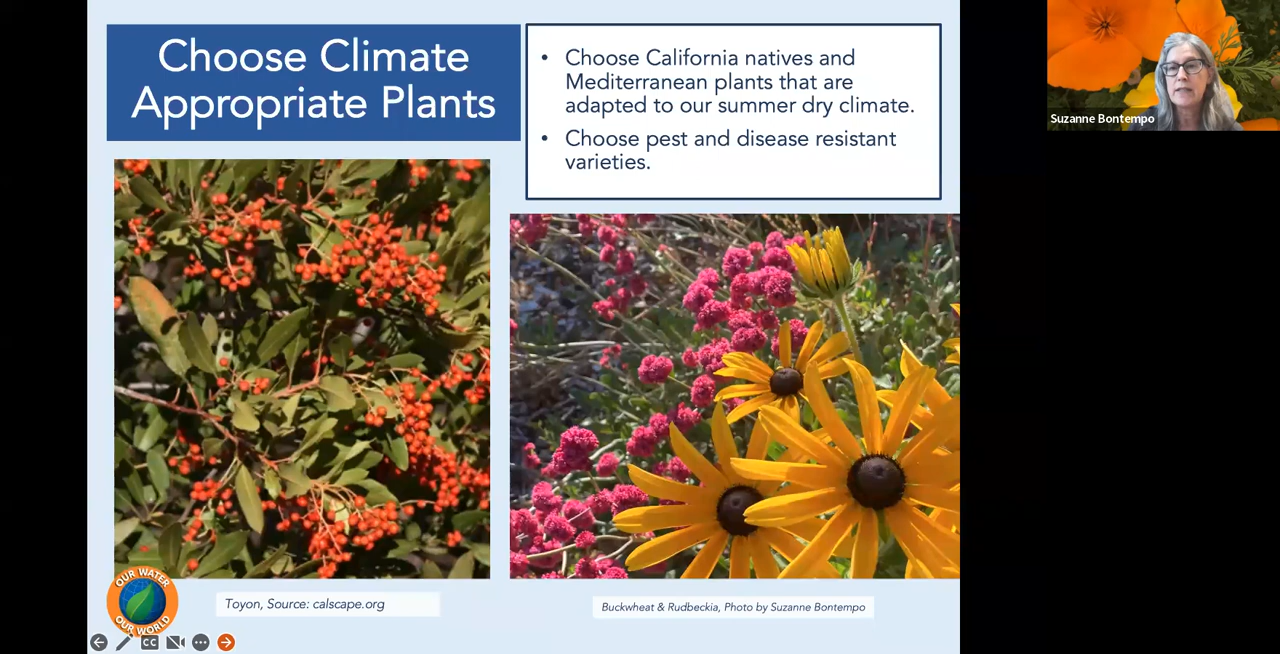 Choose Climate
Appropriate Plants
• Choose California natives and
Mediterranean plants that are
adapted to our summer dry climate.
• Choose pest and disease resistant
varieties.
Suzanne Bontempo
OUR WATER
OUR WORLD
Toyon, Source: calscape.org
Buckwheat & Rudbeckia, Photo by Suzanne Bontempo
CC